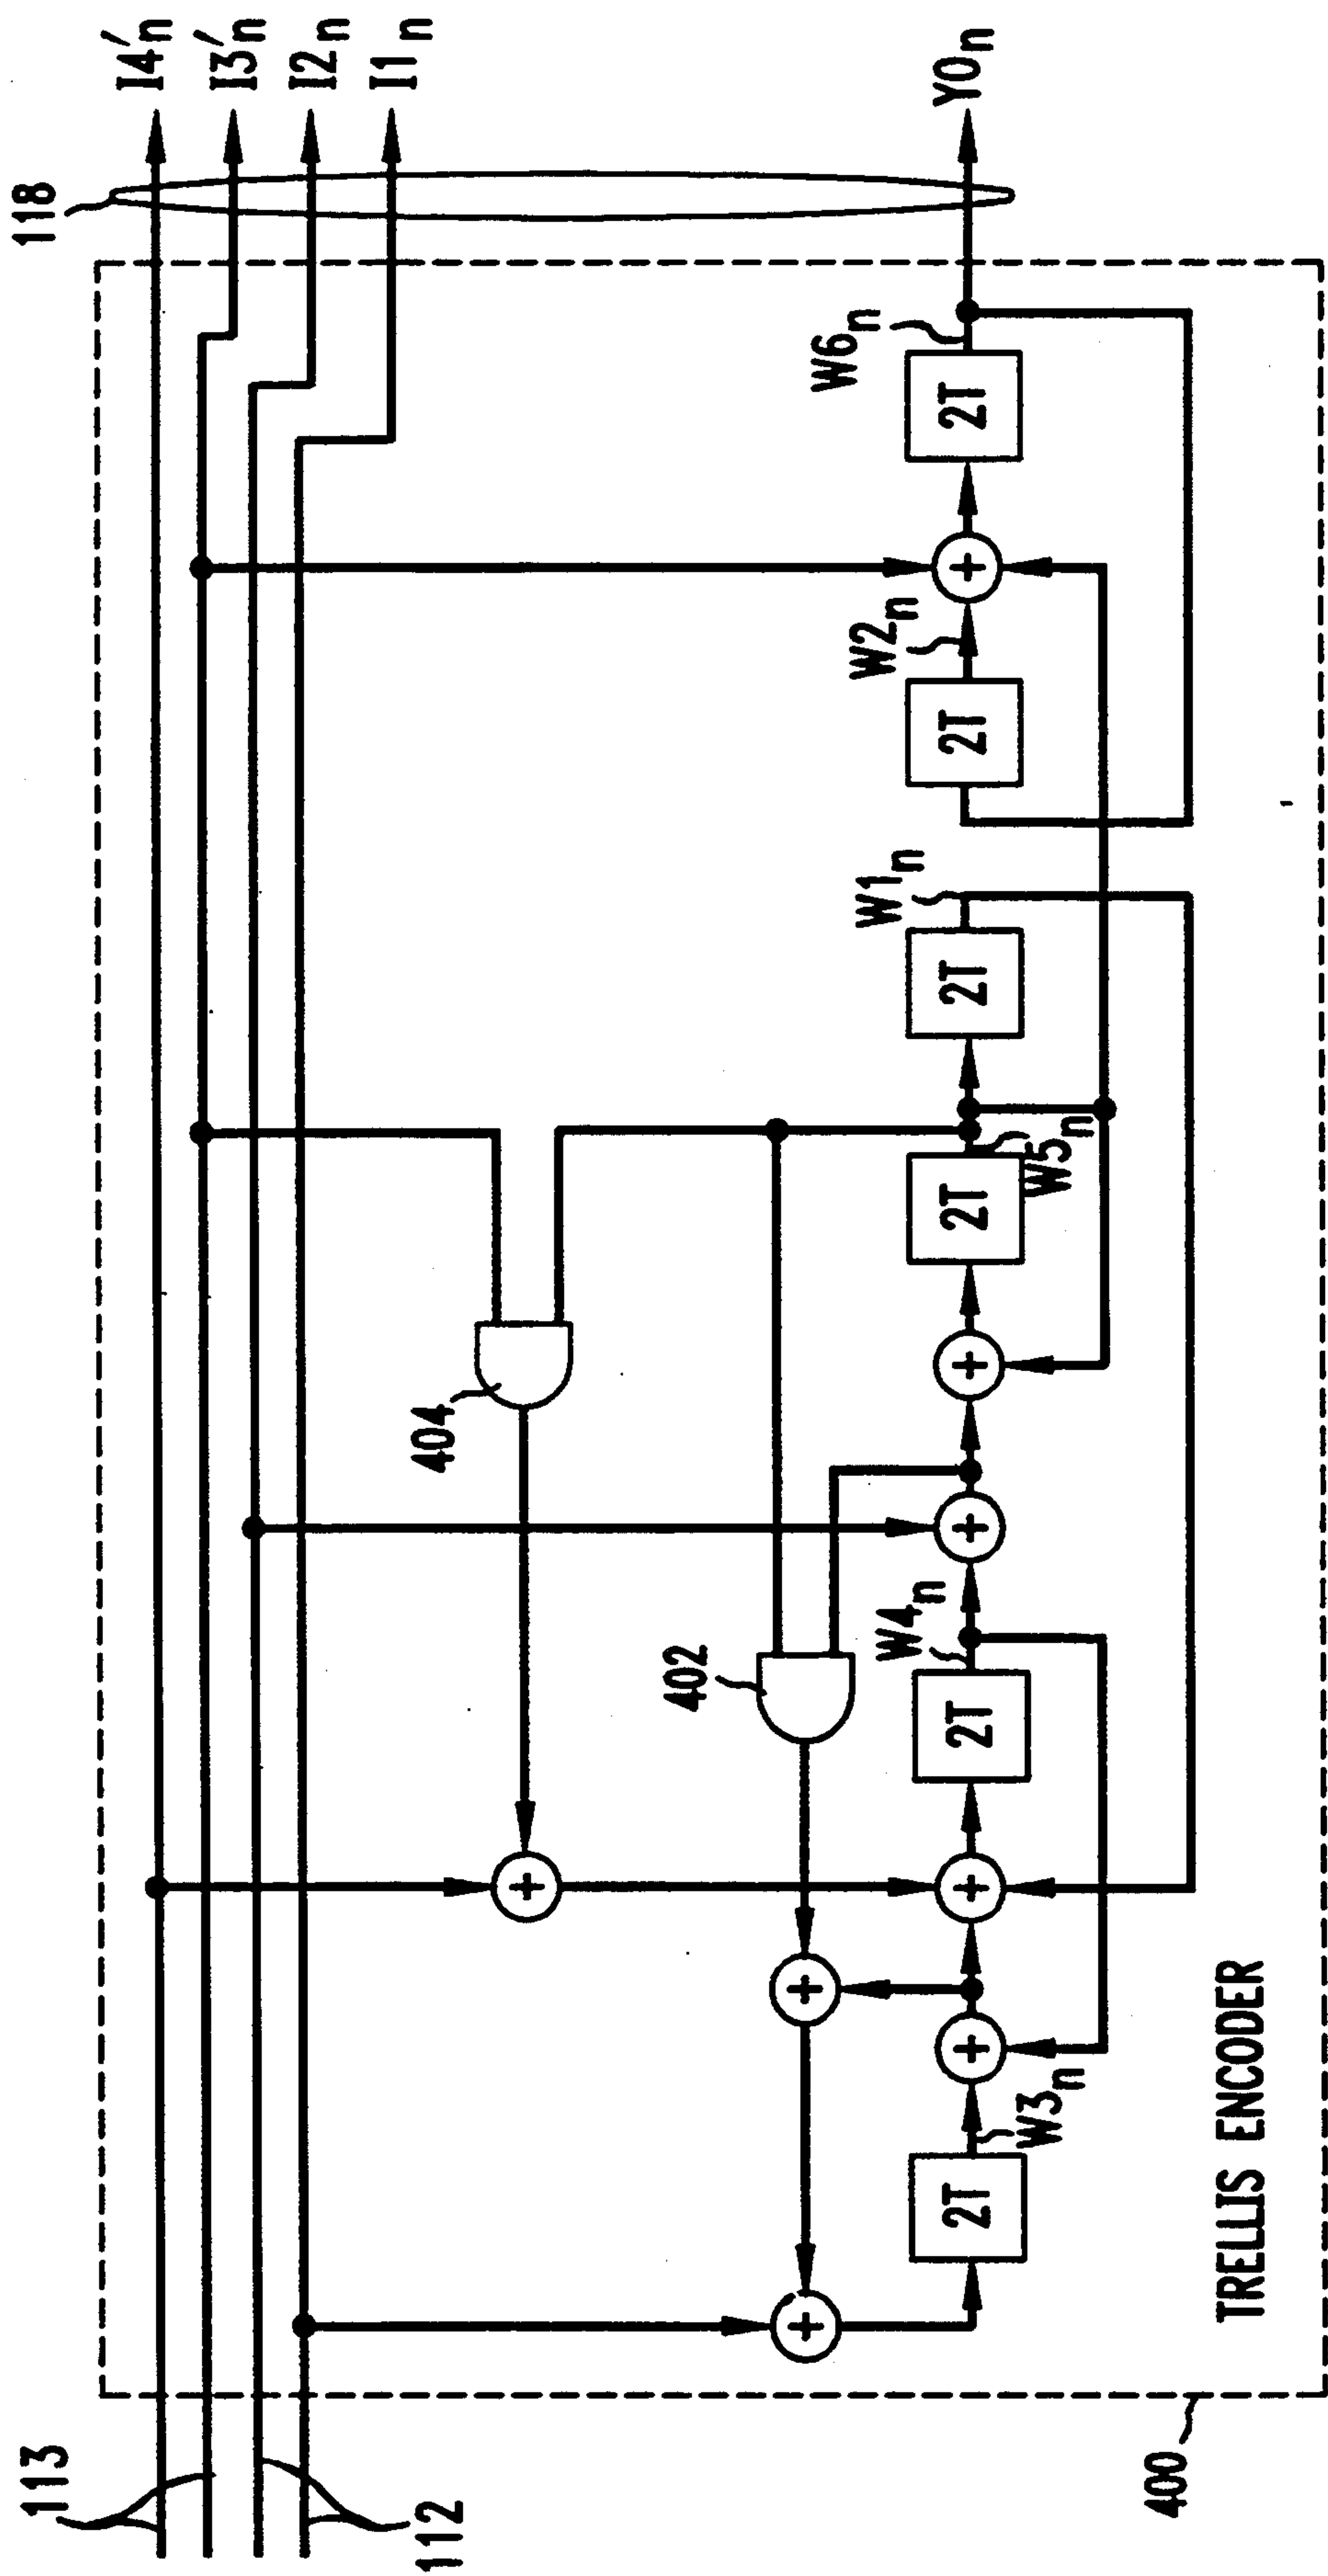 118
I4′n
I3′n
I2n
I1n
Y0n
W6n
2T
W2n
2T
W1n
2T
W5n
2T
404
402
W4n
2T
W3n
2T
TRELLIS ENCODER
113
112
400